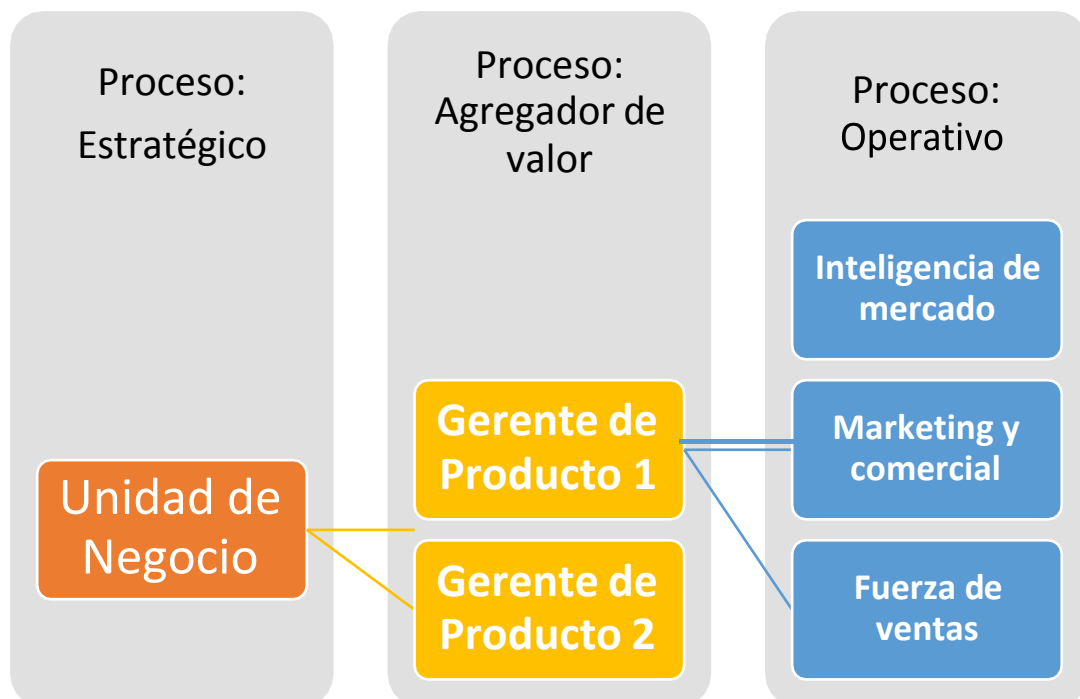 Proceso:
Estratégico
Proceso:
Agregador de
valor
Proceso:
Operativo
Unidad de
Negocio
Gerente de
Producto 1
Gerente de
Producto 2
Inteligencia de
mercado
Marketing y
comercial
Fuerza de
ventas